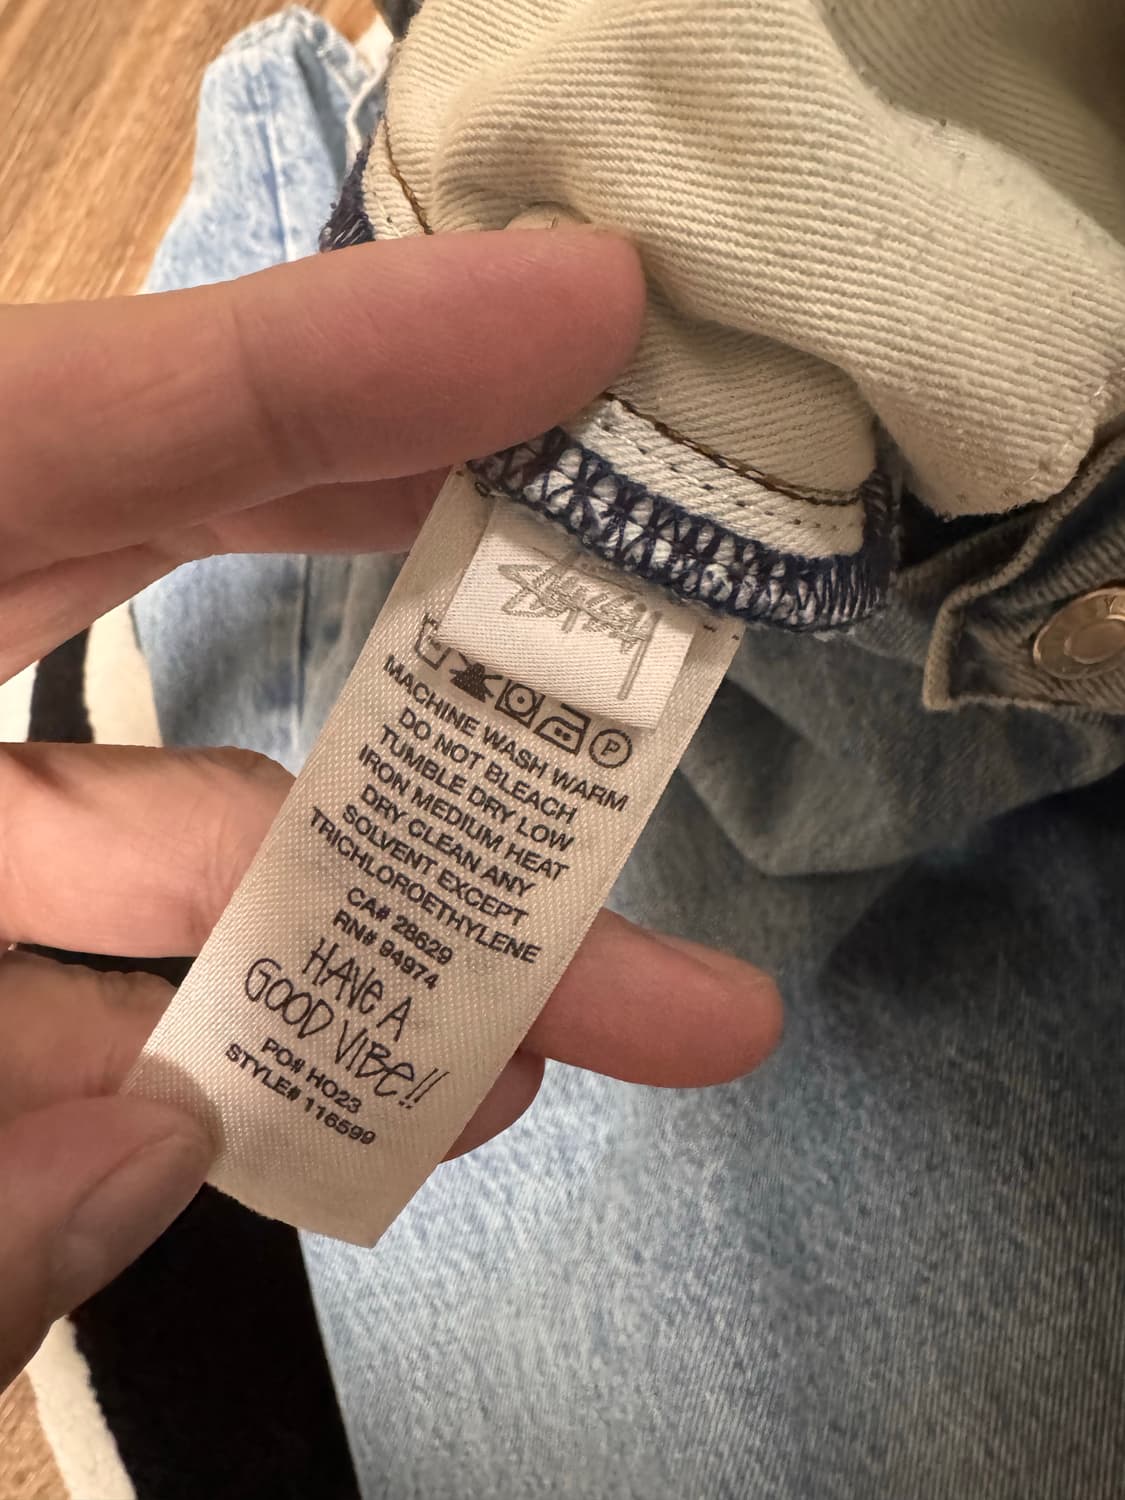 Stüssy
MACHINE WASH WARM
DO NOT BLEACH
TUMBLE DRY LOW
IRON MEDIUM HEAT
DRY CLEAN ANY
SOLVENT EXCEPT
TRICHLOROETHYLENE
CA# 28629
RN# 94974
HAVE A
GOOD VIBE!!
PO# HO23
STYLE# 116599
P